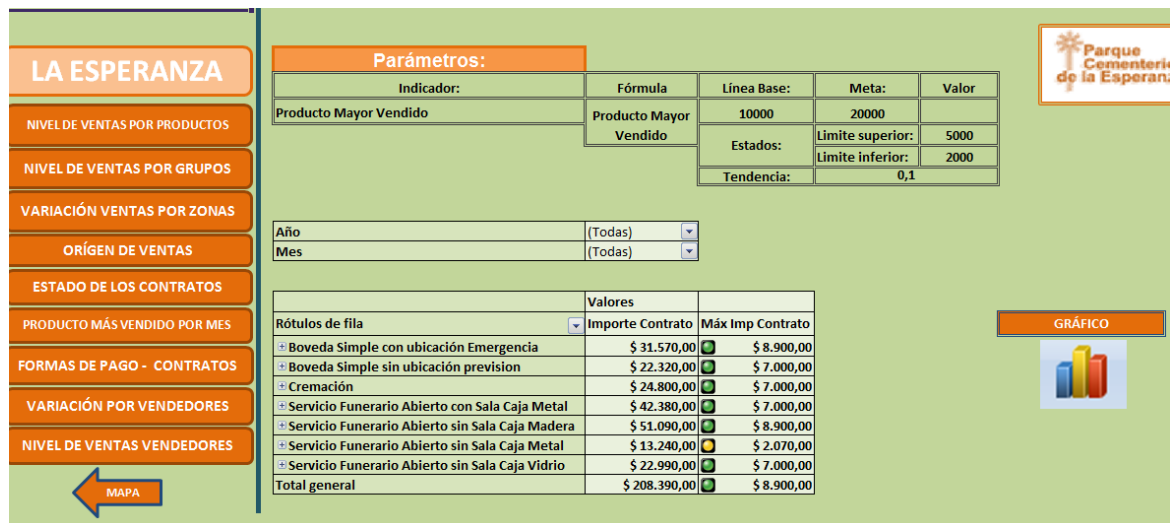 LA ESPERANZA
NIVEL DE VENTAS POR PRODUCTOS
NIVEL DE VENTAS POR GRUPOS
VARIACIÓN VENTAS POR ZONAS
ORÍGEN DE VENTAS
ESTADO DE LOS CONTRATOS
PRODUCTO MÁS VENDIDO POR MES
FORMAS DE PAGO - CONTRATOS
VARIACIÓN POR VENDEDORES
NIVEL DE VENTAS VENDEDORES
MAPA
Parámetros:
Indicador: Fórmula Línea Base: Meta: Valor
Producto Mayor Vendido Producto Mayor Vendido 10000 20000
Estados: Limite superior: 5000
Limite inferior: 2000
Tendencia: 0,1
Año (Todas)
Mes (Todas)
Valores
Rótulos de fila Importe Contrato Máx Imp Contrato
Boveda Simple con ubicación Emergencia $ 31.570,00 $ 8.900,00
Boveda Simple sin ubicación prevision $ 22.320,00 $ 7.000,00
Cremación $ 24.800,00 $ 7.000,00
Servicio Funerario Abierto con Sala Caja Metal $ 42.380,00 $ 7.000,00
Servicio Funerario Abierto sin Sala Caja Madera $ 51.090,00 $ 8.900,00
Servicio Funerario Abierto sin Sala Caja Metal $ 13.240,00 $ 2.070,00
Servicio Funerario Abierto sin Sala Caja Vidrio $ 22.990,00 $ 7.000,00
Total general $ 208.390,00 $ 8.900,00
Parque
Cementerio
de la Esperanz
GRÁFICO